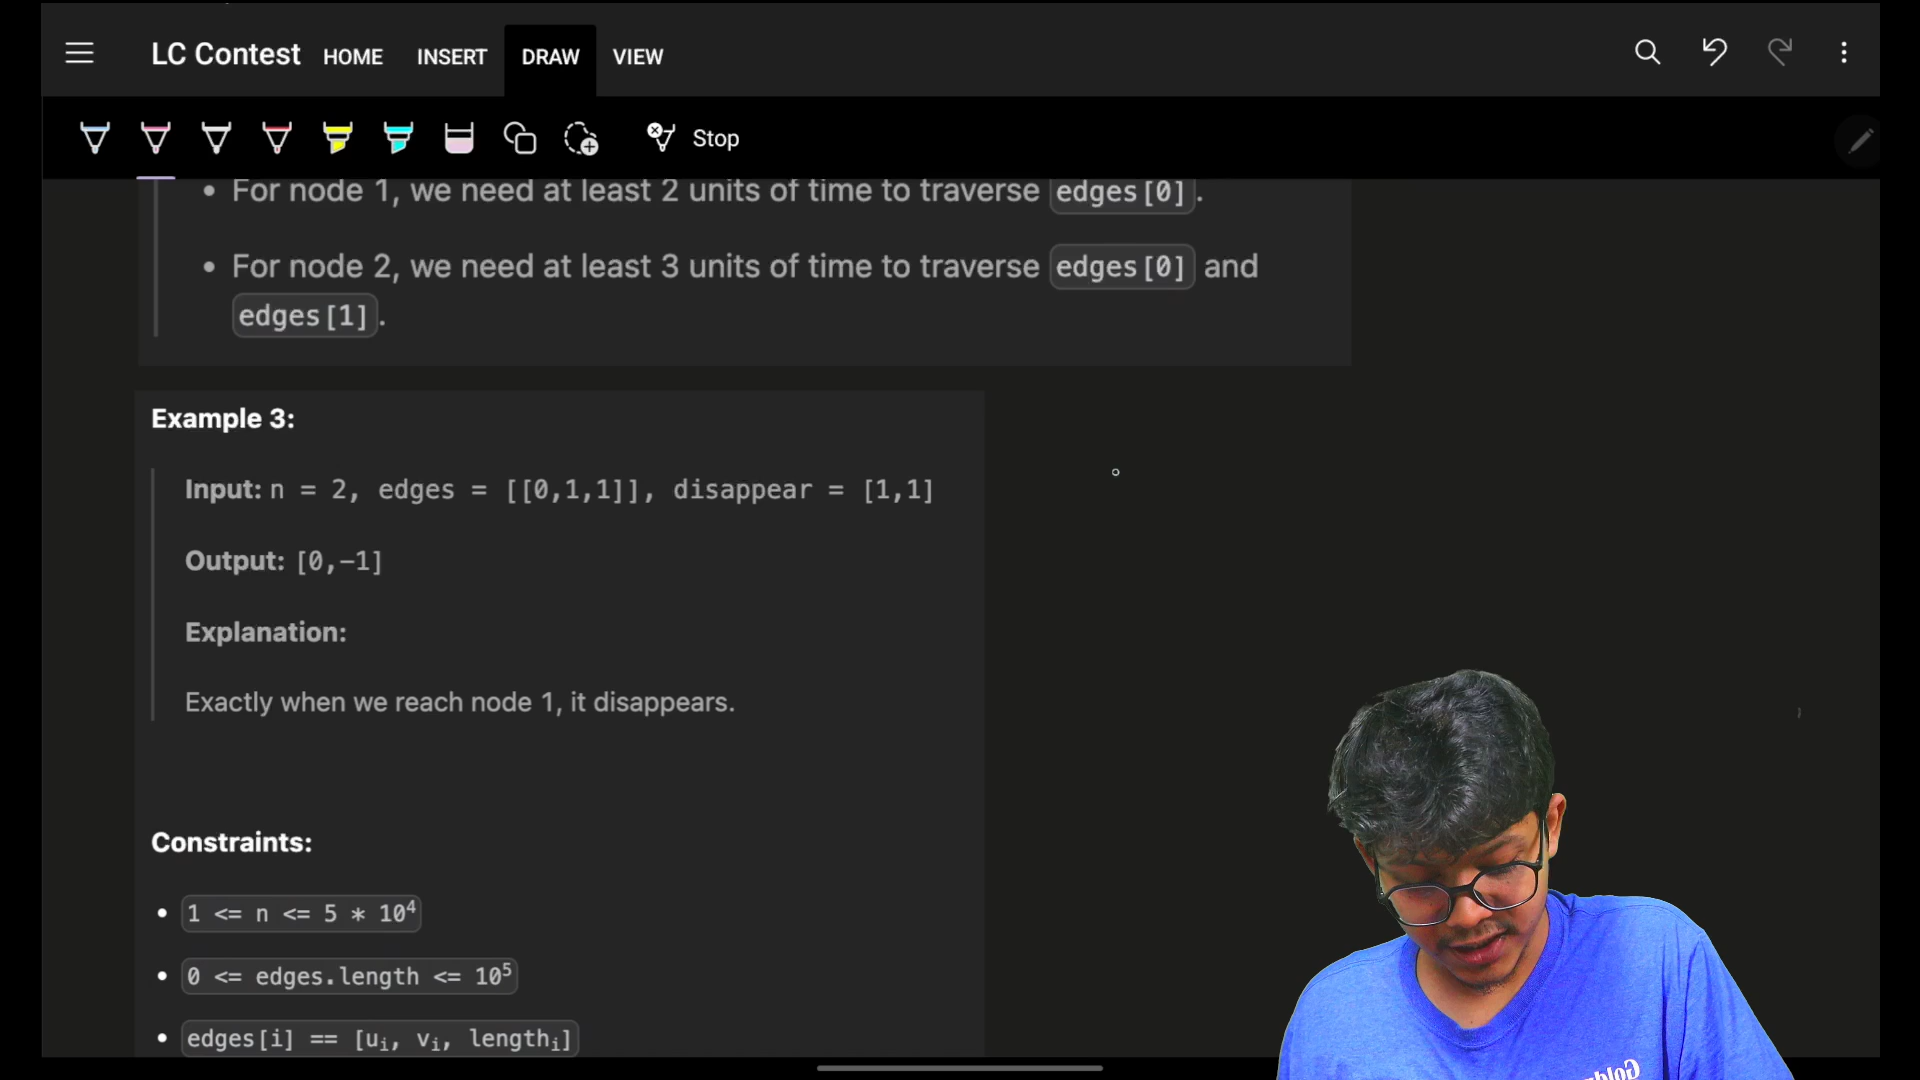 LC Contest HOME INSERT DRAW VIEW
Stop
• For node 1, we need at least 2 units of time to traverse edges[0].
• For node 2, we need at least 3 units of time to traverse edges[0] and
edges[1].
Example 3:
Input: n = 2, edges = [[0,1,1]], disappear = [1,1]
Output: [0,-1]
Explanation:
Exactly when we reach node 1, it disappears.
Constraints:
• 1 <= n <= 5 * 10⁴
• 0 <= edges.length <= 10⁵
• edges[i] == [uᵢ, vᵢ, lengthᵢ]